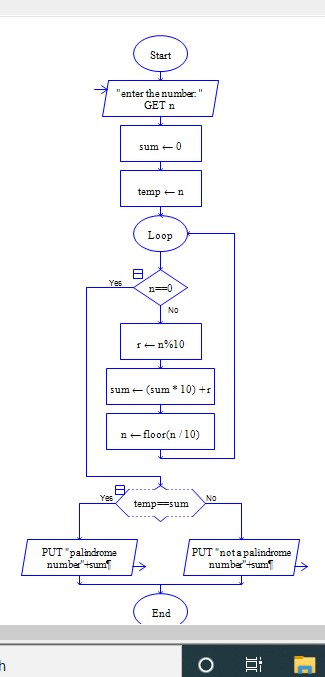 Start
"enter the number: "
GET n
sum ← 0
temp ← n
Loop
Yes
n==0
No
r ← n%10
sum ← (sum * 10) +r
n ← floor(n / 10)
Yes
temp==sum
No
PUT "palindrome
number"+sum¶
PUT "not a palindrome
number"+sum¶
End
h